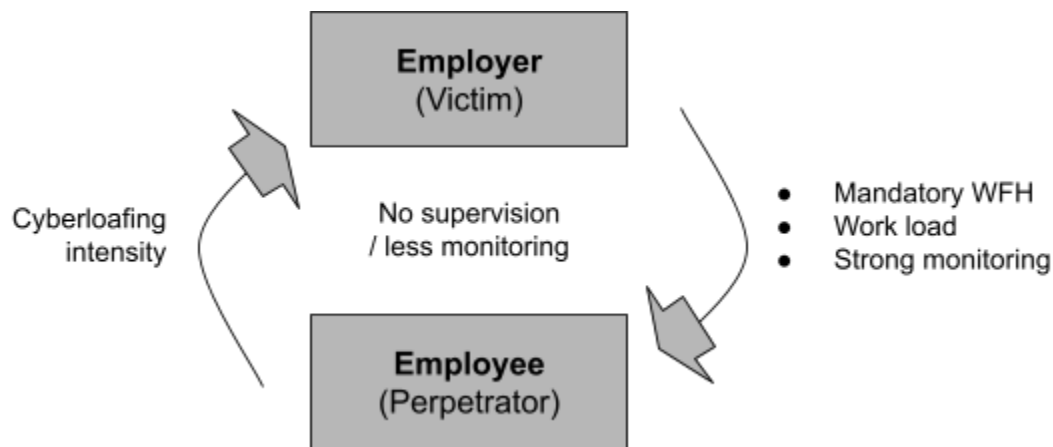 Employer
(Victim)
Cyberloafing
intensity
No supervision
/ less monitoring
● Mandatory WFH
● Work load
● Strong monitoring
Employee
(Perpetrator)